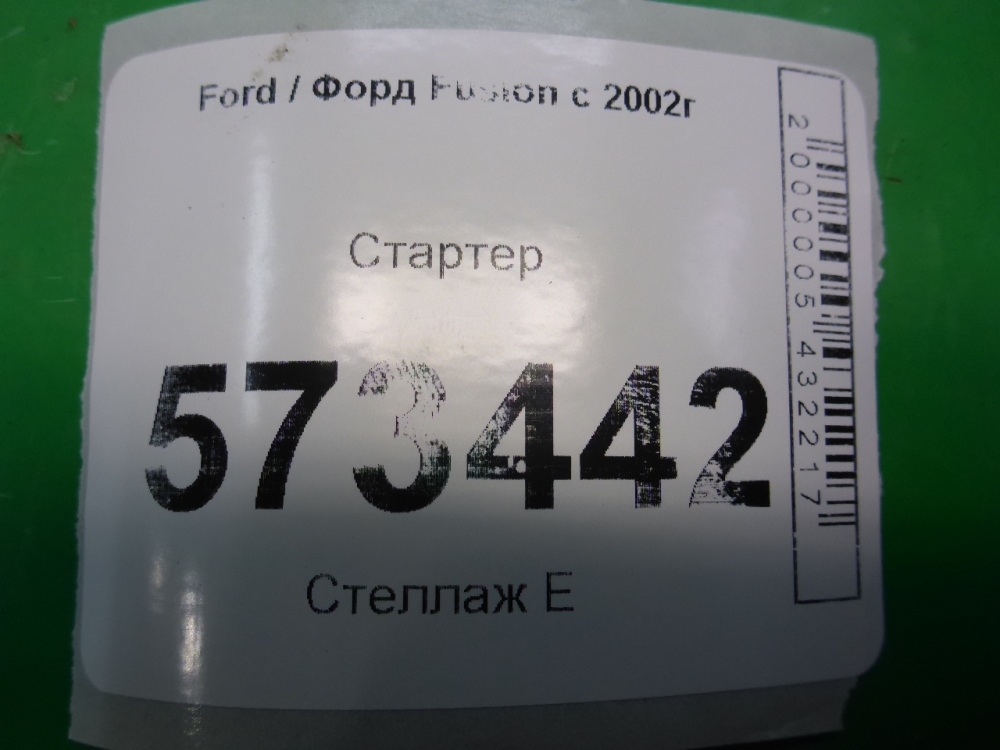 Ford / Форд Fusion с 2002г
Стартер
573442
Стеллаж Е
2000005432217